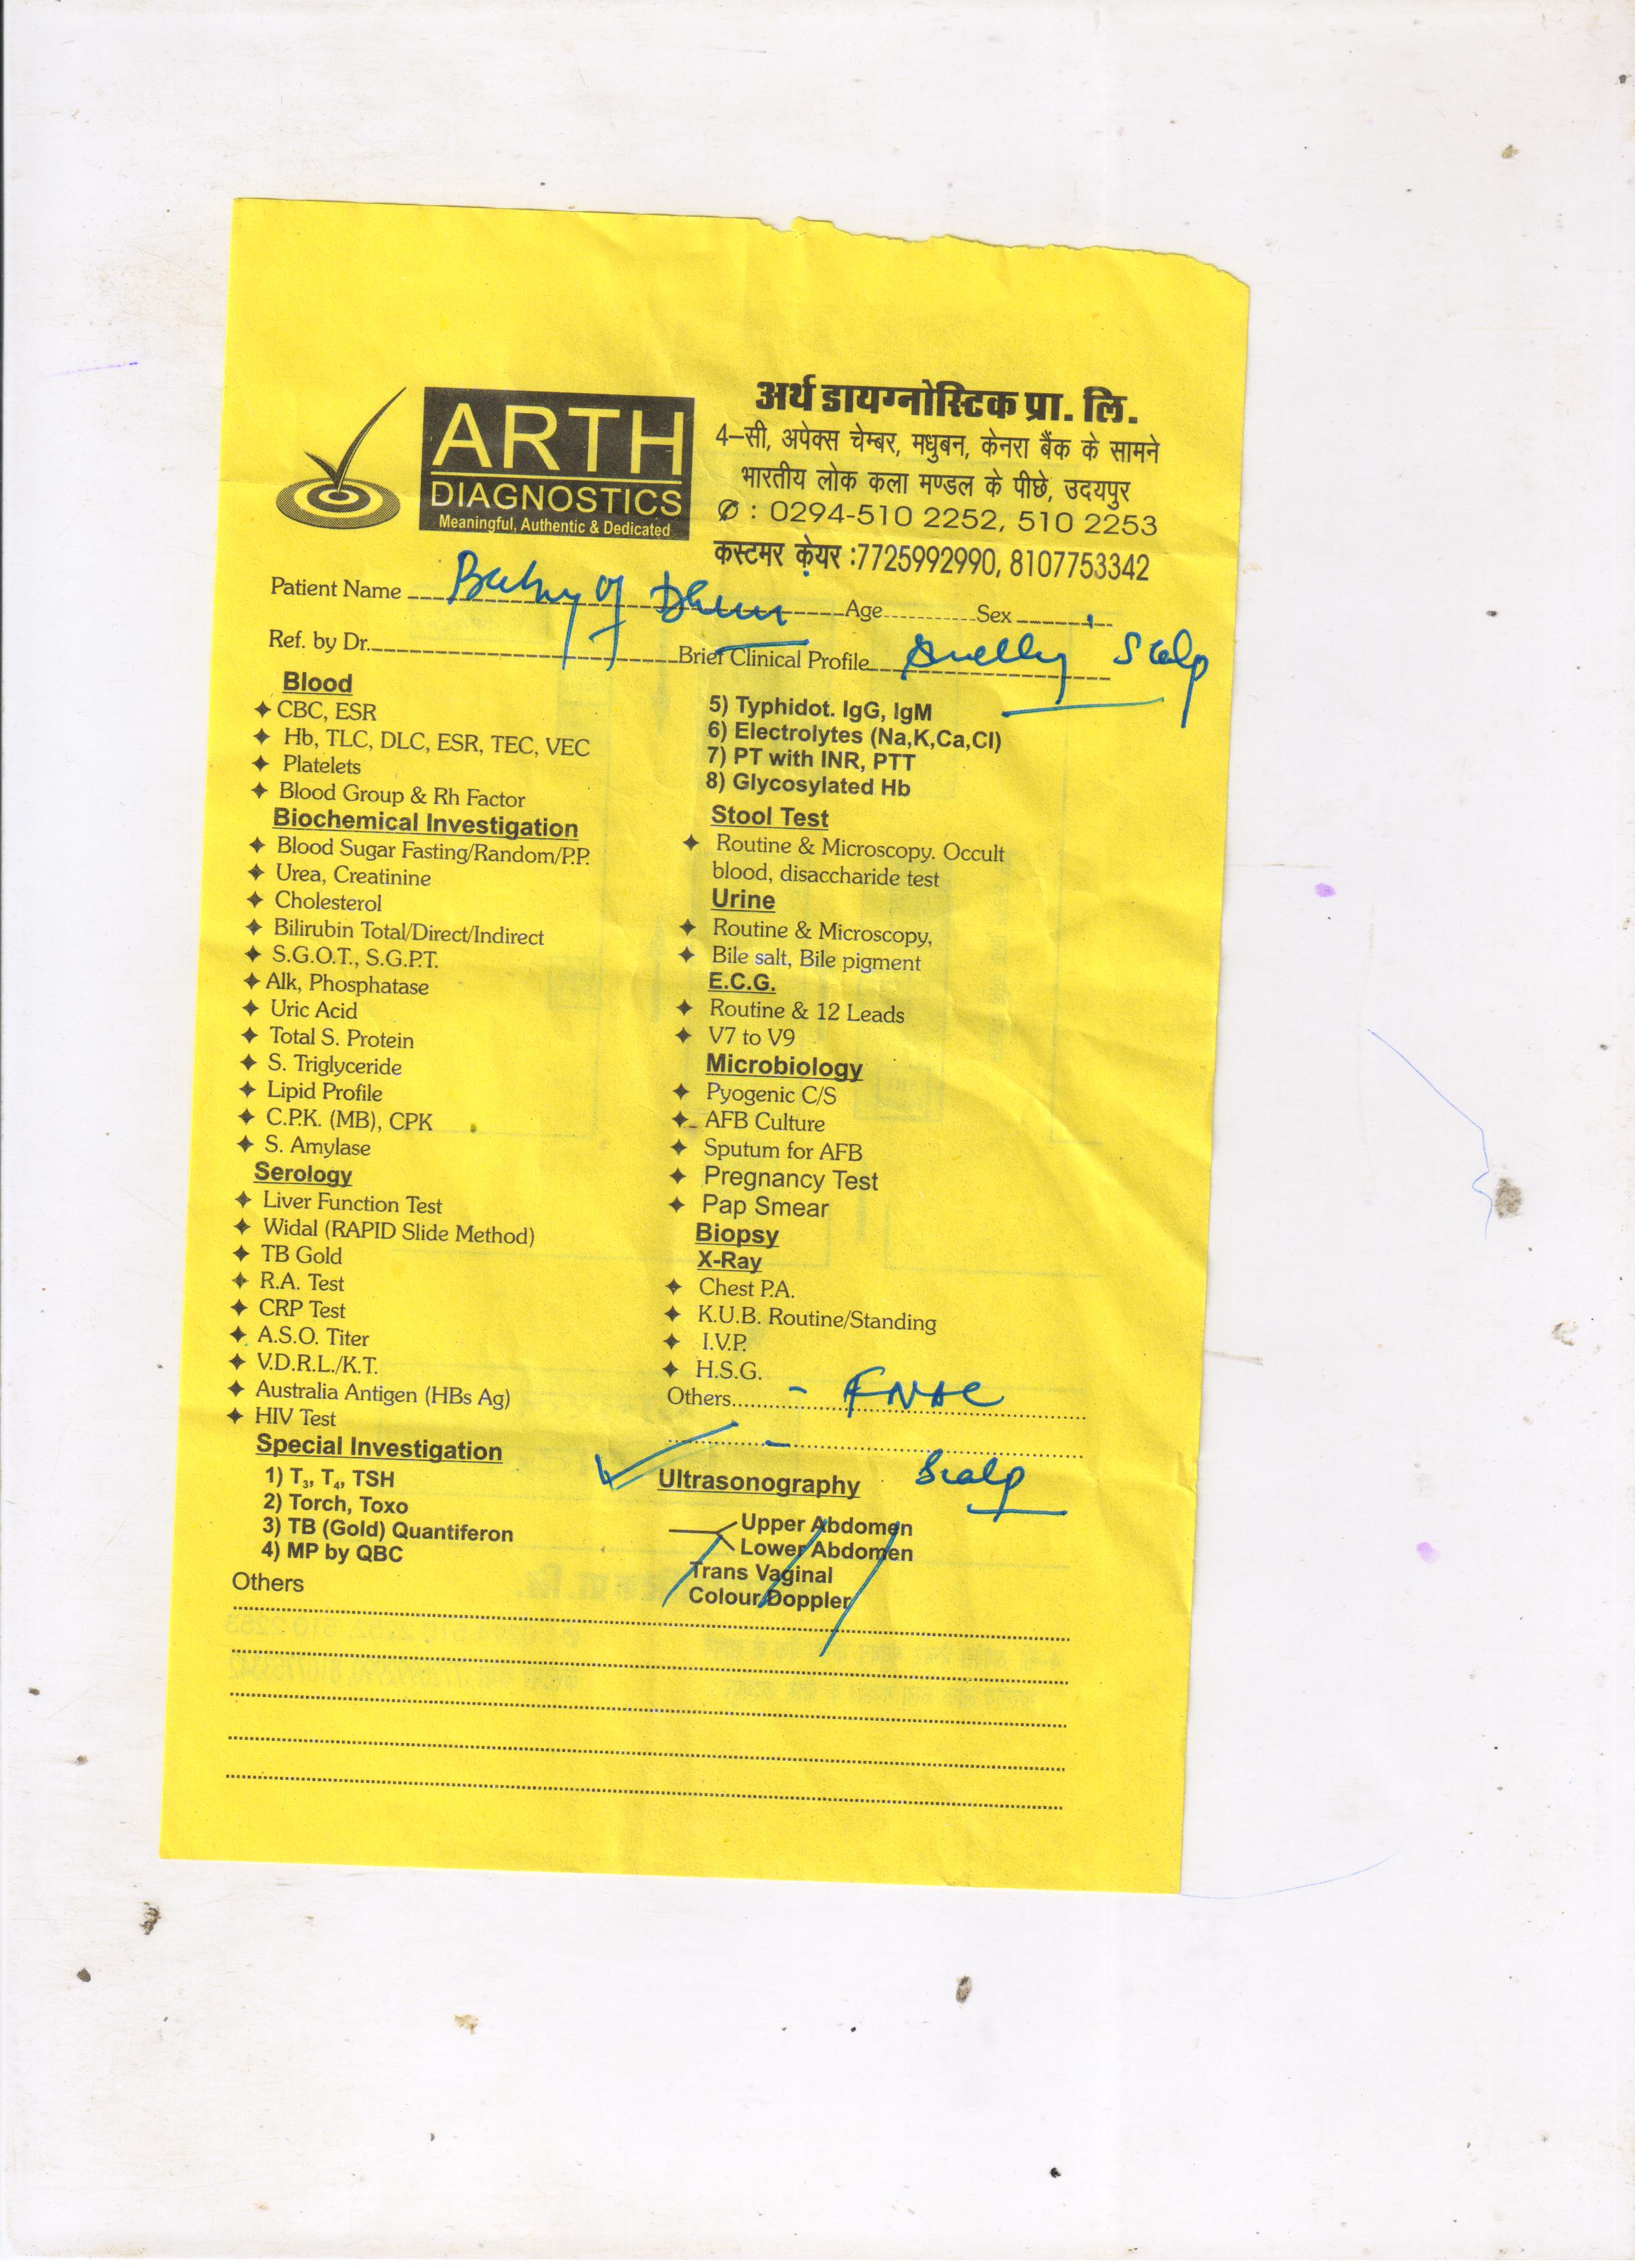 ARTH
DIAGNOSTICS
Meaningful, Authentic & Dedicated
अर्थ डायग्नोस्टिक प्रा. लि.
4–सी, अपेक्स चेम्बर, मधुबन, केनरा बैंक के सामने
भारतीय लोक कला मण्डल के पीछे, उदयपुर
✆ : 0294-510 2252, 510 2253
कस्टमर केयर :7725992990, 8107753342
Patient Name Baby of Age Sex
Ref. by Dr. Brief Clinical Profile Scalp
Blood
✦ CBC, ESR
✦ Hb, TLC, DLC, ESR, TEC, VEC
✦ Platelets
✦ Blood Group & Rh Factor
Biochemical Investigation
✦ Blood Sugar Fasting/Random/P.P.
✦ Urea, Creatinine
✦ Cholesterol
✦ Bilirubin Total/Direct/Indirect
✦ S.G.O.T., S.G.P.T.
✦ Alk, Phosphatase
✦ Uric Acid
✦ Total S. Protein
✦ S. Triglyceride
✦ Lipid Profile
✦ C.P.K. (MB), CPK
✦ S. Amylase
Serology
✦ Liver Function Test
✦ Widal (RAPID Slide Method)
✦ TB Gold
✦ R.A. Test
✦ CRP Test
✦ A.S.O. Titer
✦ V.D.R.L./K.T.
✦ Australia Antigen (HBs Ag)
✦ HIV Test
Special Investigation
1) T₃, T₄, TSH
2) Torch, Toxo
3) TB (Gold) Quantiferon
4) MP by QBC
Others
5) Typhidot. IgG, IgM
6) Electrolytes (Na,K,Ca,Cl)
7) PT with INR, PTT
8) Glycosylated Hb
Stool Test
✦ Routine & Microscopy. Occult
blood, disaccharide test
Urine
✦ Routine & Microscopy,
✦ Bile salt, Bile pigment
E.C.G.
✦ Routine & 12 Leads
✦ V7 to V9
Microbiology
✦ Pyogenic C/S
✦ AFB Culture
✦ Sputum for AFB
✦ Pregnancy Test
✦ Pap Smear
Biopsy
X-Ray
✦ Chest P.A.
✦ K.U.B. Routine/Standing
✦ I.V.P.
✦ H.S.G.
Others - FNAC
Ultrasonography Scalp
Upper Abdomen
Lower Abdomen
Trans Vaginal
Colour Doppler